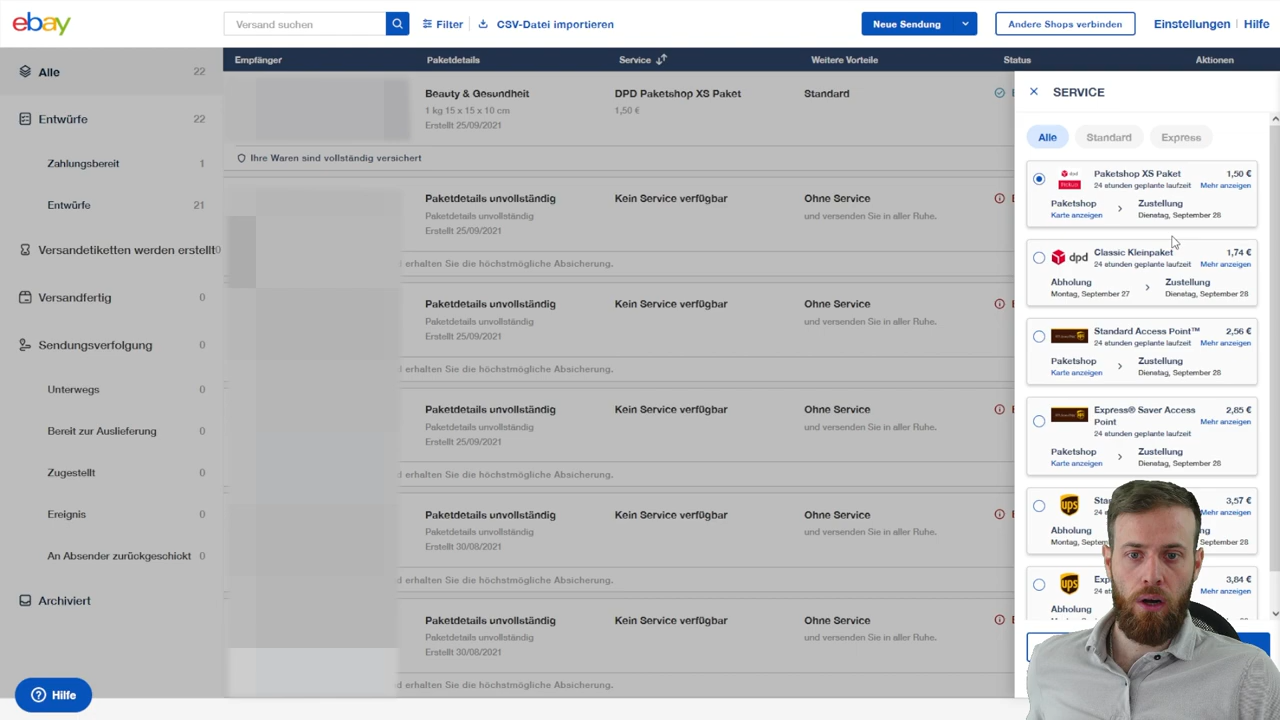 ebay
Versand suchen
Filter
CSV-Datei importieren
Neue Sendung
Andere Shops verbinden
Einstellungen
Hilfe
Alle 22
Entwürfe 22
Zahlungsbereit 1
Entwürfe 21
Versandetiketten werden erstellt 0
Versandfertig 0
Sendungsverfolgung 0
Unterwegs 0
Bereit zur Auslieferung 0
Zugestellt 0
Ereignis 0
An Absender zurückgeschickt 0
Archiviert
Hilfe
Empfänger Paketdetails Service Weitere Vorteile Status Aktionen
Beauty & Gesundheit DPD Paketshop XS Paket Standard
1 kg 15 x 15 x 10 cm 1,50 €
Erstellt 25/09/2021
Ihre Waren sind vollständig versichert
Paketdetails unvollständig Kein Service verfügbar Ohne Service
Paketdetails unvollständig und versenden Sie in aller Ruhe.
Erstellt 25/09/2021
erhalten Sie die höchstmögliche Absicherung.
Paketdetails unvollständig Kein Service verfügbar Ohne Service
Paketdetails unvollständig und versenden Sie in aller Ruhe.
Erstellt 25/09/2021
erhalten Sie die höchstmögliche Absicherung.
Paketdetails unvollständig Kein Service verfügbar Ohne Service
Paketdetails unvollständig und versenden Sie in aller Ruhe.
Erstellt 25/09/2021
erhalten Sie die höchstmögliche Absicherung.
Paketdetails unvollständig Kein Service verfügbar Ohne Service
Paketdetails unvollständig und versenden Sie in aller Ruhe.
Erstellt 30/08/2021
erhalten Sie die höchstmögliche Absicherung.
Paketdetails unvollständig Kein Service verfügbar Ohne Service
Paketdetails unvollständig und versenden Sie in aller Ruhe.
Erstellt 30/08/2021
erhalten Sie die höchstmögliche Absicherung.
SERVICE
Alle Standard Express
Paketshop XS Paket 1,50 €
24 stunden geplante laufzeit Mehr anzeigen
Paketshop Zustellung
Karte anzeigen Dienstag, September 28
dpd Classic Kleinpaket 1,74 €
24 stunden geplante laufzeit Mehr anzeigen
Abholung Zustellung
Montag, September 27 Dienstag, September 28
Standard Access Point™ 2,56 €
24 stunden geplante laufzeit Mehr anzeigen
Paketshop Zustellung
Karte anzeigen Dienstag, September 28
Express® Saver Access 2,85 €
Point Mehr anzeigen
24 stunden geplante laufzeit
Paketshop Zustellung
Karte anzeigen Dienstag, September 28
ups 3,57 €
Mehr anzeigen
Abholung
September 28
ups 3,84 €
Mehr anzeigen
Abholung